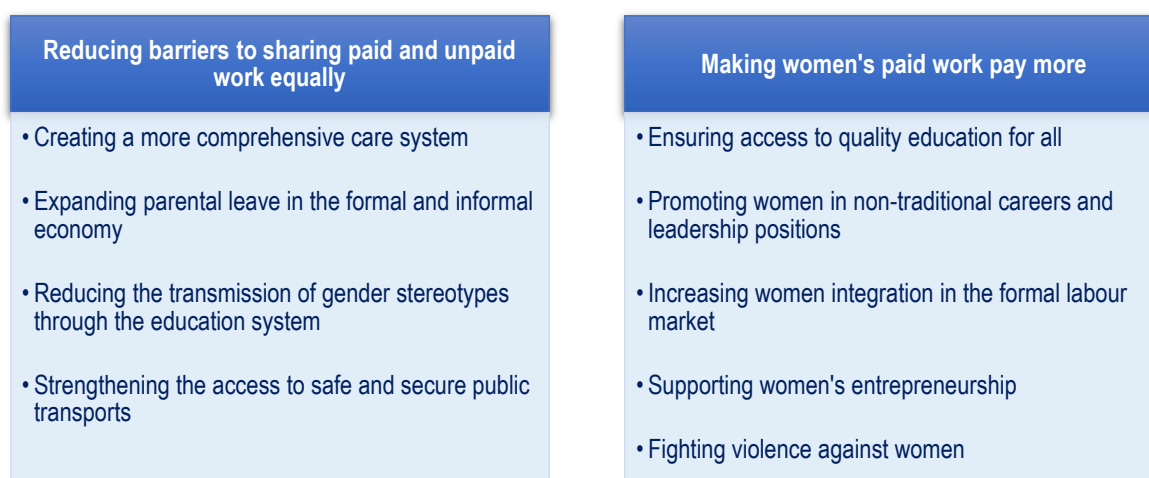 Reducing barriers to sharing paid and unpaid
work equally
• Creating a more comprehensive care system
• Expanding parental leave in the formal and informal
economy
• Reducing the transmission of gender stereotypes
through the education system
• Strengthening the access to safe and secure public
transports
Making women's paid work pay more
• Ensuring access to quality education for all
• Promoting women in non-traditional careers and
leadership positions
• Increasing women integration in the formal labour
market
• Supporting women's entrepreneurship
• Fighting violence against women